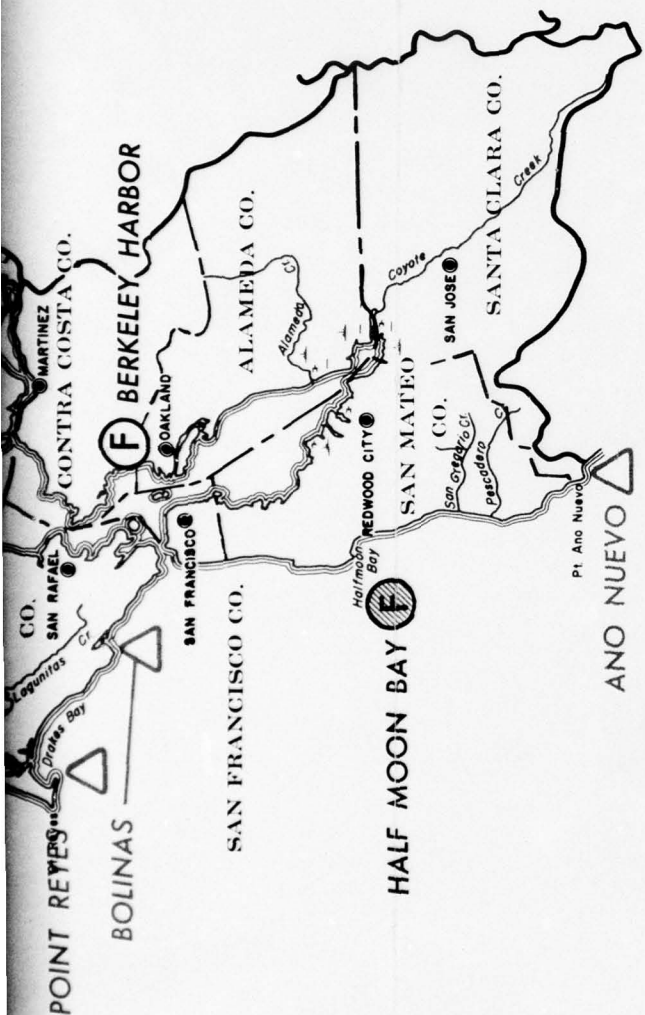 POINT REYES
BOLINAS
Drakes Bay
Lagunitas
Cr.
CO.
SAN RAFAEL
MARTINEZ
CONTRA COSTA CO.
F BERKELEY HARBOR
OAKLAND
SAN FRANCISCO
SAN FRANCISCO CO.
ALAMEDA CO.
Alameda
Cr.
HALF MOON BAY F
Halfmoon
Bay
REDWOOD CITY
SAN MATEO
CO.
Coyote
Creek
SAN JOSE
SANTA CLARA CO.
San Gregorio Cr.
Pescadero
Cr.
Pt. Ano Nuevo
ANO NUEVO